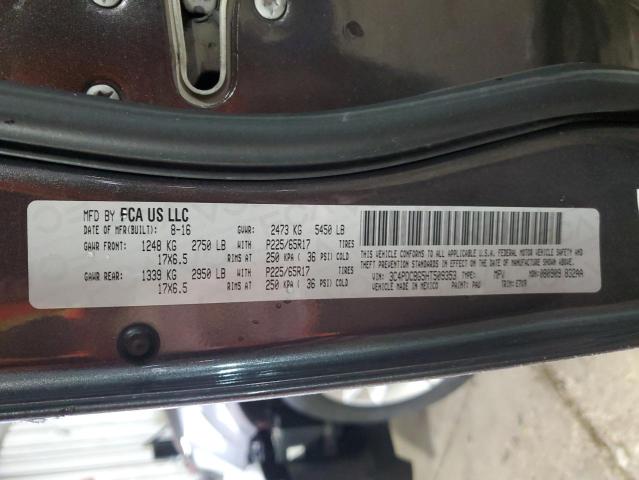 MFD BY FCA US LLC
DATE OF MFR(BUILT): 8-16 GVWR: 2473 KG 5450 LB
GAWR FRONT: 1248 KG 2750 LB WITH P225/65R17 TIRES
17X6.5 RIMS AT 250 KPA ( 36 PSI) COLD
GAWR REAR: 1339 KG 2950 LB WITH P225/65R17 TIRES
17X6.5 RIMS AT 250 KPA ( 36 PSI) COLD
THIS VEHICLE CONFORMS TO ALL APPLICABLE U.S.A. FEDERAL MOTOR VEHICLE SAFETY
AND THEFT PREVENTION STANDARDS IN EFFECT ON THE DATE OF MANUFACTURE SHOWN ABOVE.
VIN: 3C4PDCBG5HT509353 TYPE: MPV MDH: 080909 832AA
VEHICLE MADE IN MEXICO PAINT: PAU TRIM: